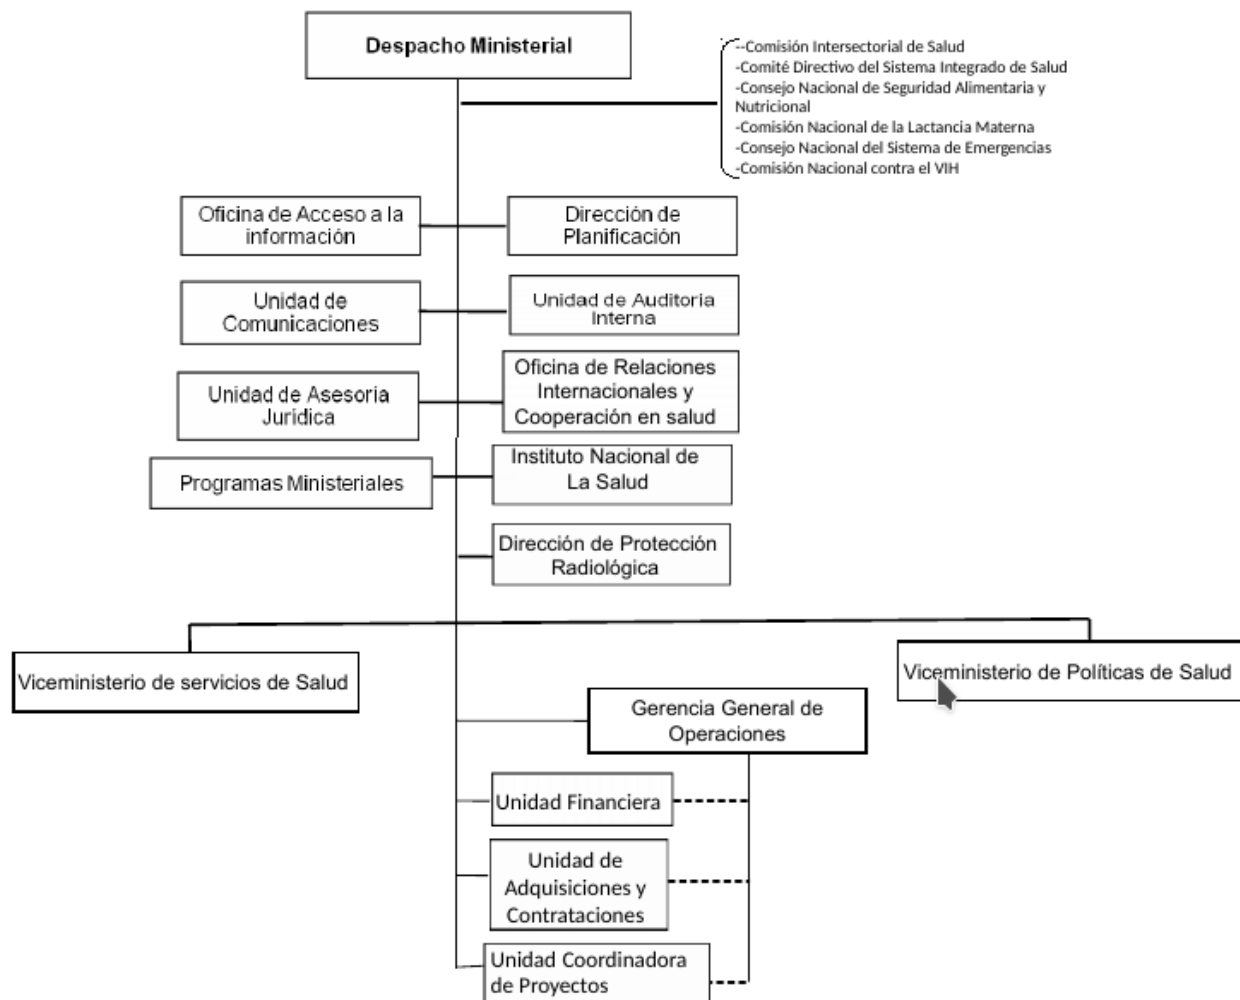 Despacho Ministerial
--Comisión Intersectorial de Salud
-Comité Directivo del Sistema Integrado de Salud
-Consejo Nacional de Seguridad Alimentaria y
Nutricional
-Comisión Nacional de la Lactancia Materna
-Consejo Nacional del Sistema de Emergencias
-Comisión Nacional contra el VIH
Oficina de Acceso a la
información
Dirección de
Planificación
Unidad de
Comunicaciones
Unidad de Auditoria
Interna
Unidad de Asesoria
Jurídica
Oficina de Relaciones
Internacionales y
Cooperación en salud
Programas Ministeriales
Instituto Nacional de
La Salud
Dirección de Protección
Radiológica
Viceministerio de servicios de Salud
Viceministerio de Políticas de Salud
Gerencia General de
Operaciones
Unidad Financiera
Unidad de
Adquisiciones y
Contrataciones
Unidad Coordinadora
de Proyectos